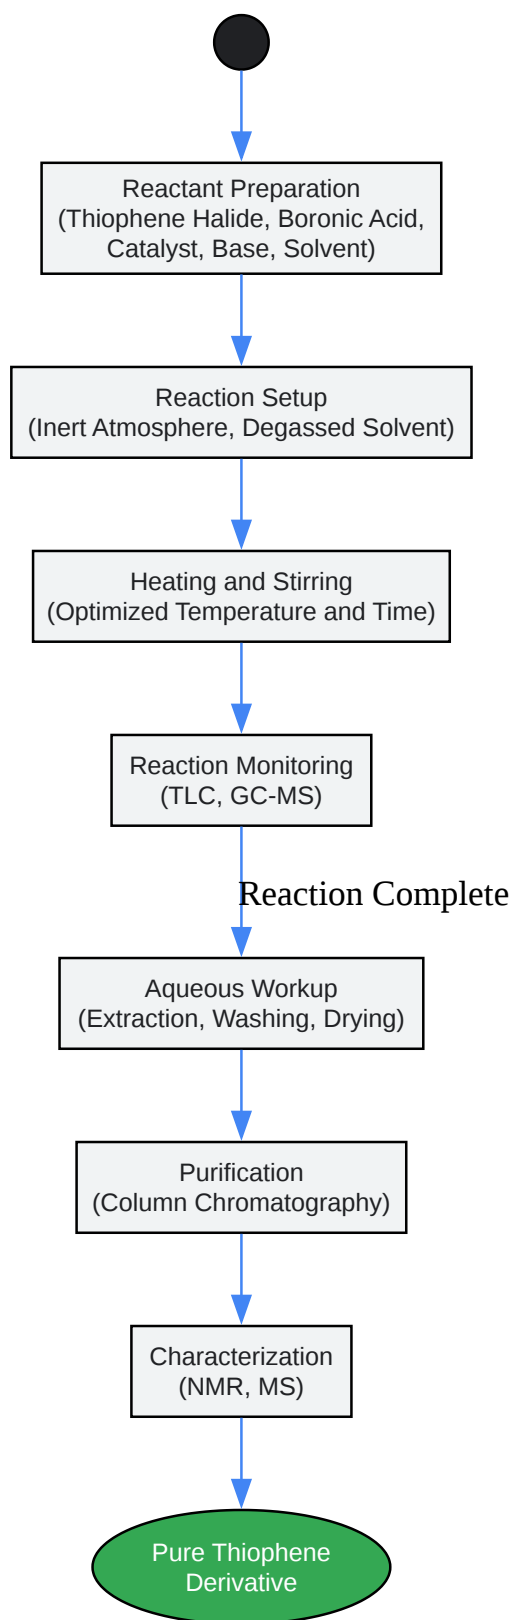 Reactant Preparation
(Thiophene Halide, Boronic Acid,
Catalyst, Base, Solvent)
Reaction Setup
(Inert Atmosphere, Degassed Solvent)
Heating and Stirring
(Optimized Temperature and Time)
Reaction Monitoring
(TLC, GC-MS)
Reaction Complete
Aqueous Workup
(Extraction, Washing, Drying)
Purification
(Column Chromatography)
Characterization
(NMR, MS)
Pure Thiophene
Derivative